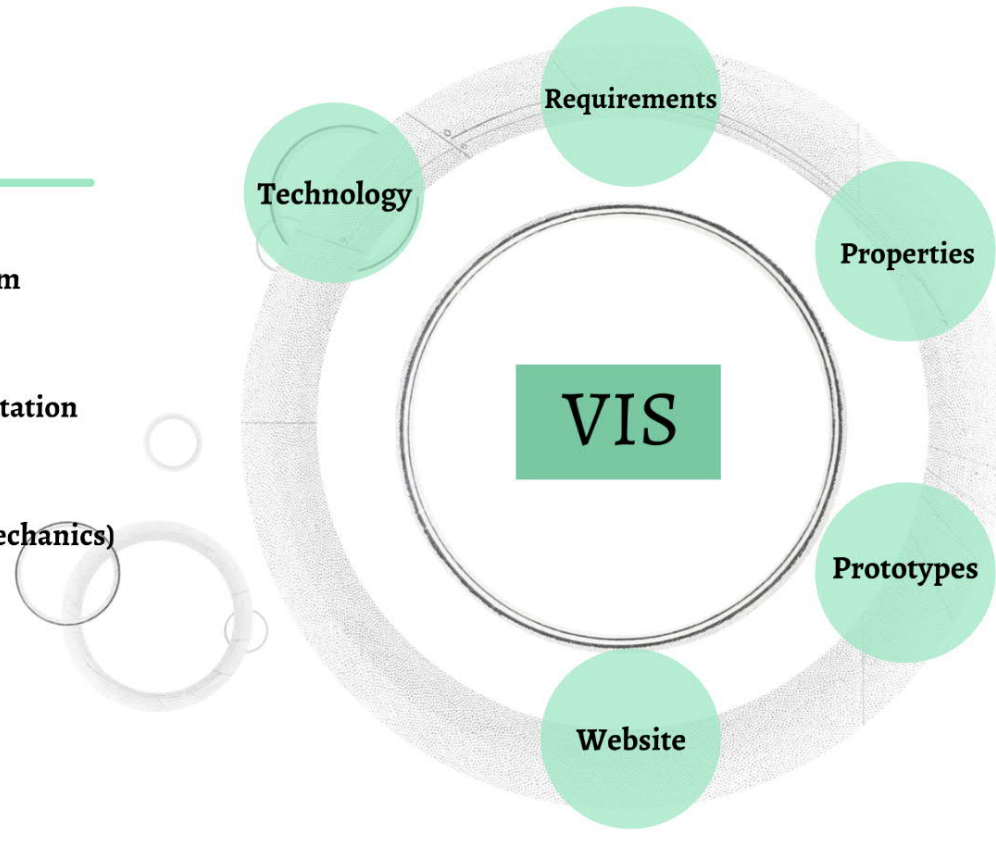 m
tation
echanics)
Requirements
Technology
Properties
VIS
Prototypes
Website